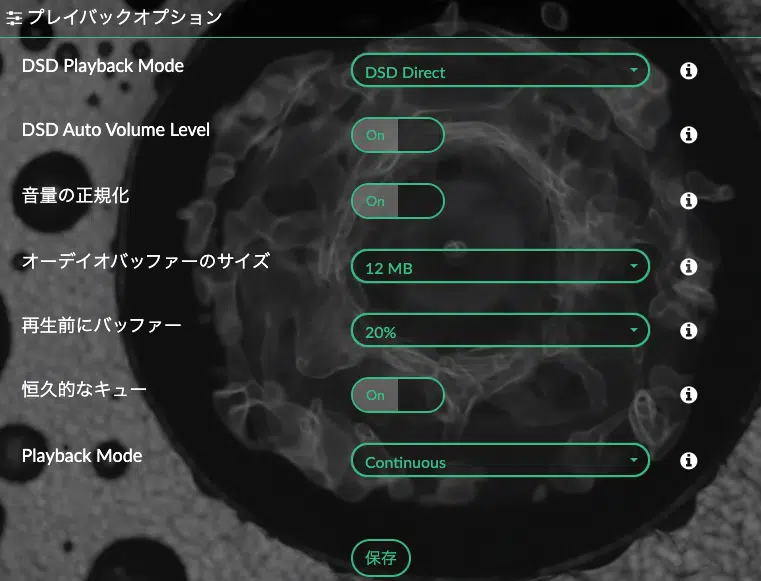 プレイバックオプション
DSD Playback Mode
DSD Direct
DSD Auto Volume Level
On
音量の正規化
On
オーデイオバッファーのサイズ
12 MB
再生前にバッファー
20%
恒久的なキュー
On
Playback Mode
Continuous
保存